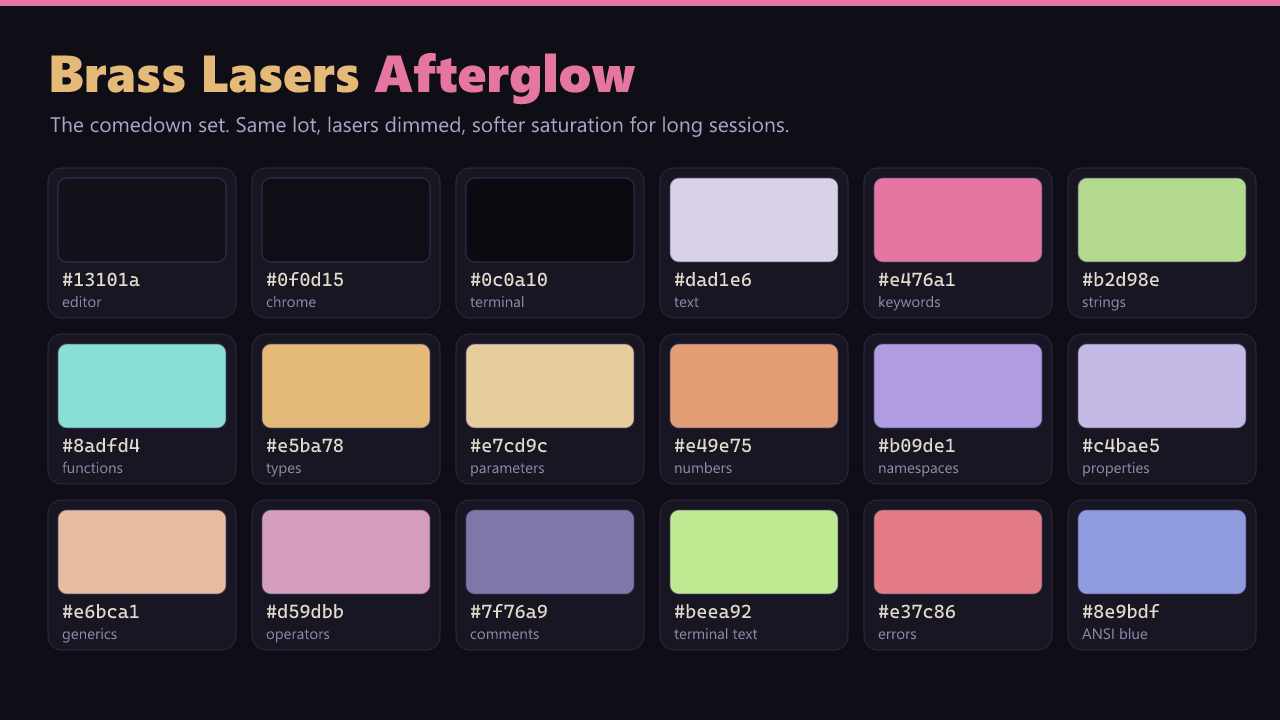 Brass Lasers Afterglow
The comedown set. Same lot, lasers dimmed, softer saturation for long sessions.
#13101a
editor
#0f0d15
chrome
#0c0a10
terminal
#dad1e6
text
#e476a1
keywords
#b2d98e
strings
#8adfd4
functions
#e5ba78
types
#e7cd9c
parameters
#e49e75
numbers
#b09de1
namespaces
#c4bae5
properties
#e6bca1
generics
#d59dbb
operators
#7f76a9
comments
#beea92
terminal text
#e37c86
errors
#8e9bdf
ANSI blue